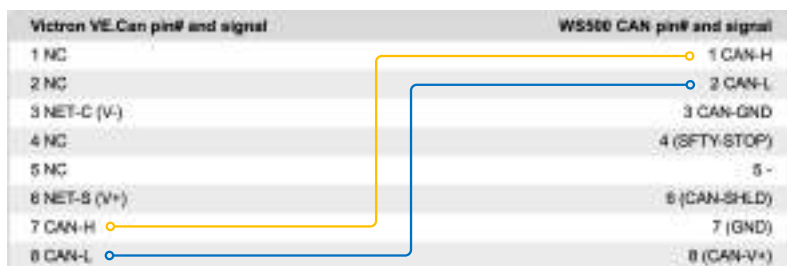 Victron VE.Can pin# and signal WS500 CAN pin# and signal
1 NC 1 CAN-H
2 NC 2 CAN-L
3 NET-C (V-) 3 CAN-GND
4 NC 4 (SFTY-STOP)
5 NC 5 -
6 NET-S (V+) 6 (CAN-SHLD)
7 CAN-H 7 (GND)
8 CAN-L 8 (CAN-V+)